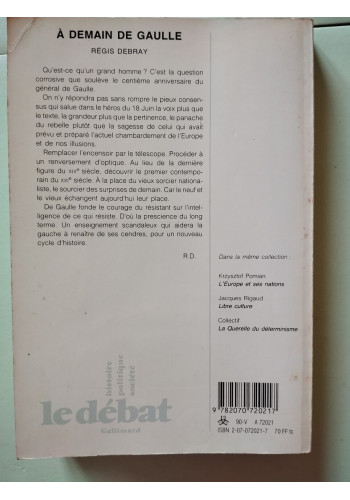 À DEMAIN DE GAULLE
RÉGIS DEBRAY
Qu'est-ce qu'un grand homme ? C'est la question
corrosive que soulève le centième anniversaire du
général de Gaulle.
On n'y répondra pas sans rompre le pieux consen-
sus qui salue dans le héros du 18 Juin la voix plus que
le texte, la grandeur plus que la pertinence, le panache
du rebelle plutôt que la sagesse de celui qui avait
prévu et préparé l'actuel chambardement de l'Europe
et de nos illusions.
Remplacer l'encensoir par le télescope. Procéder à
un renversement d'optique. Au lieu de la dernière
figure du XIXe siècle, découvrir le premier contempo-
rain du XXIe siècle. À la place du vieux sorcier nationa-
liste, le sourcier des surprises de demain. Car le neuf et
le vieux échangent aujourd'hui leur place.
De Gaulle fonde le courage du résistant sur l'intel-
ligence de ce qui résiste. D'où la prescience du long
terme. Un enseignement scandaleux qui aidera la
gauche à renaître de ses cendres, pour un nouveau
cycle d'histoire.
R.D.
Dans la même collection...
Krzysztof Pomian
L'Europe et ses nations
Jacques Rigaud
Libre culture
Collectif
La Querelle du déterminisme
histoire
politique
société
le débat
Gallimard
9 782070 720217
90-V A 72021
ISBN 2-07-072021-7 70 FF tc